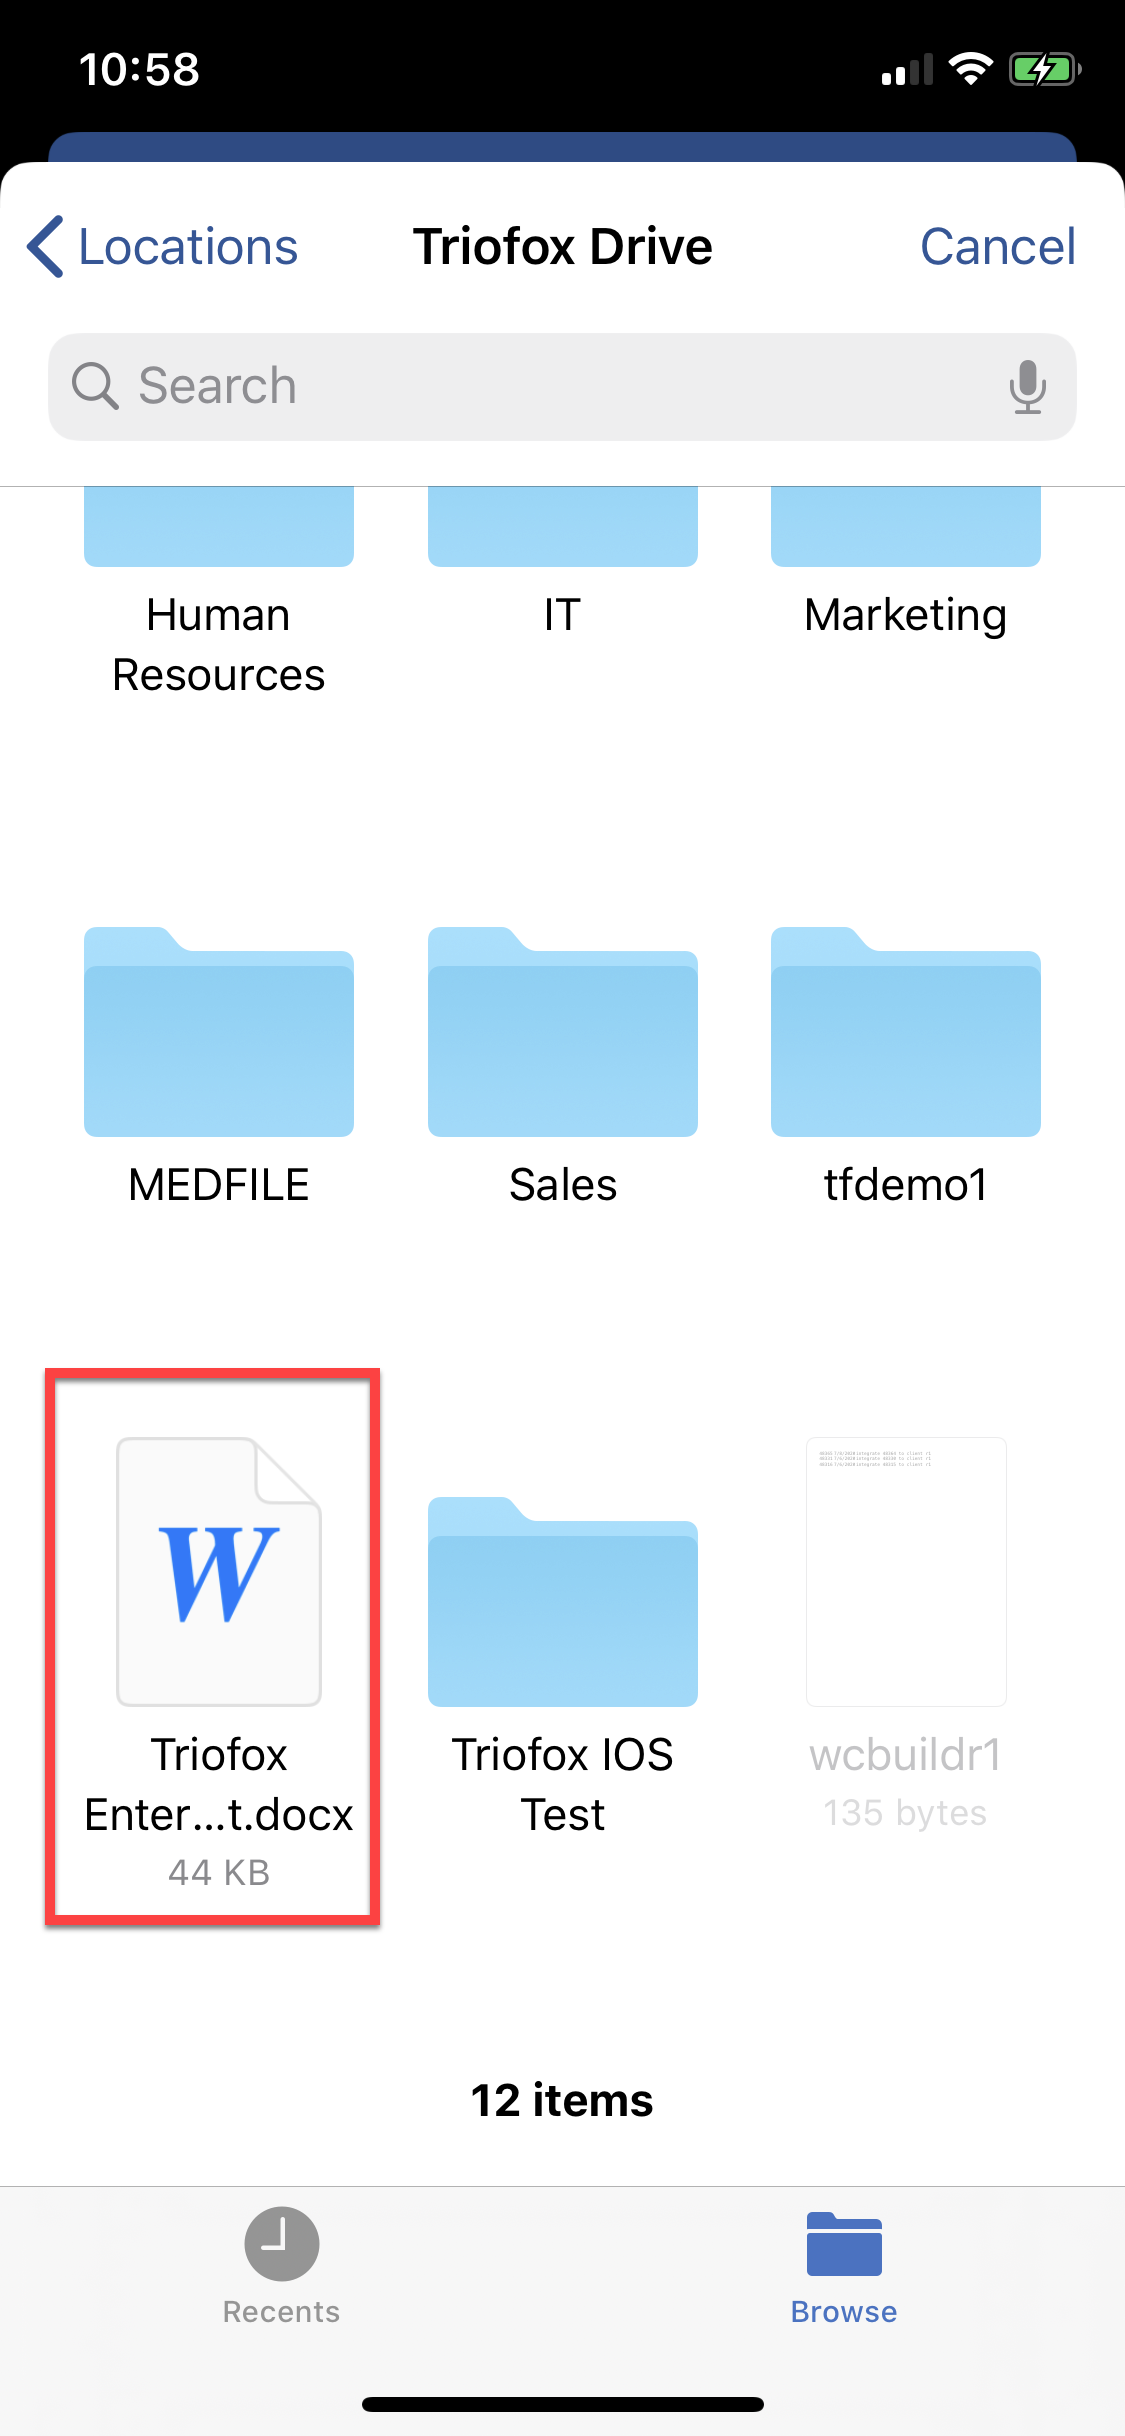 10:58
Locations
Triofox Drive
Cancel
Search
Human
Resources
IT
Marketing
MEDFILE
Sales
tfdemo1
W
Triofox
Enter...t.docx
44 KB
Triofox IOS
Test
wcbuildr1
135 bytes
12 items
Recents
Browse